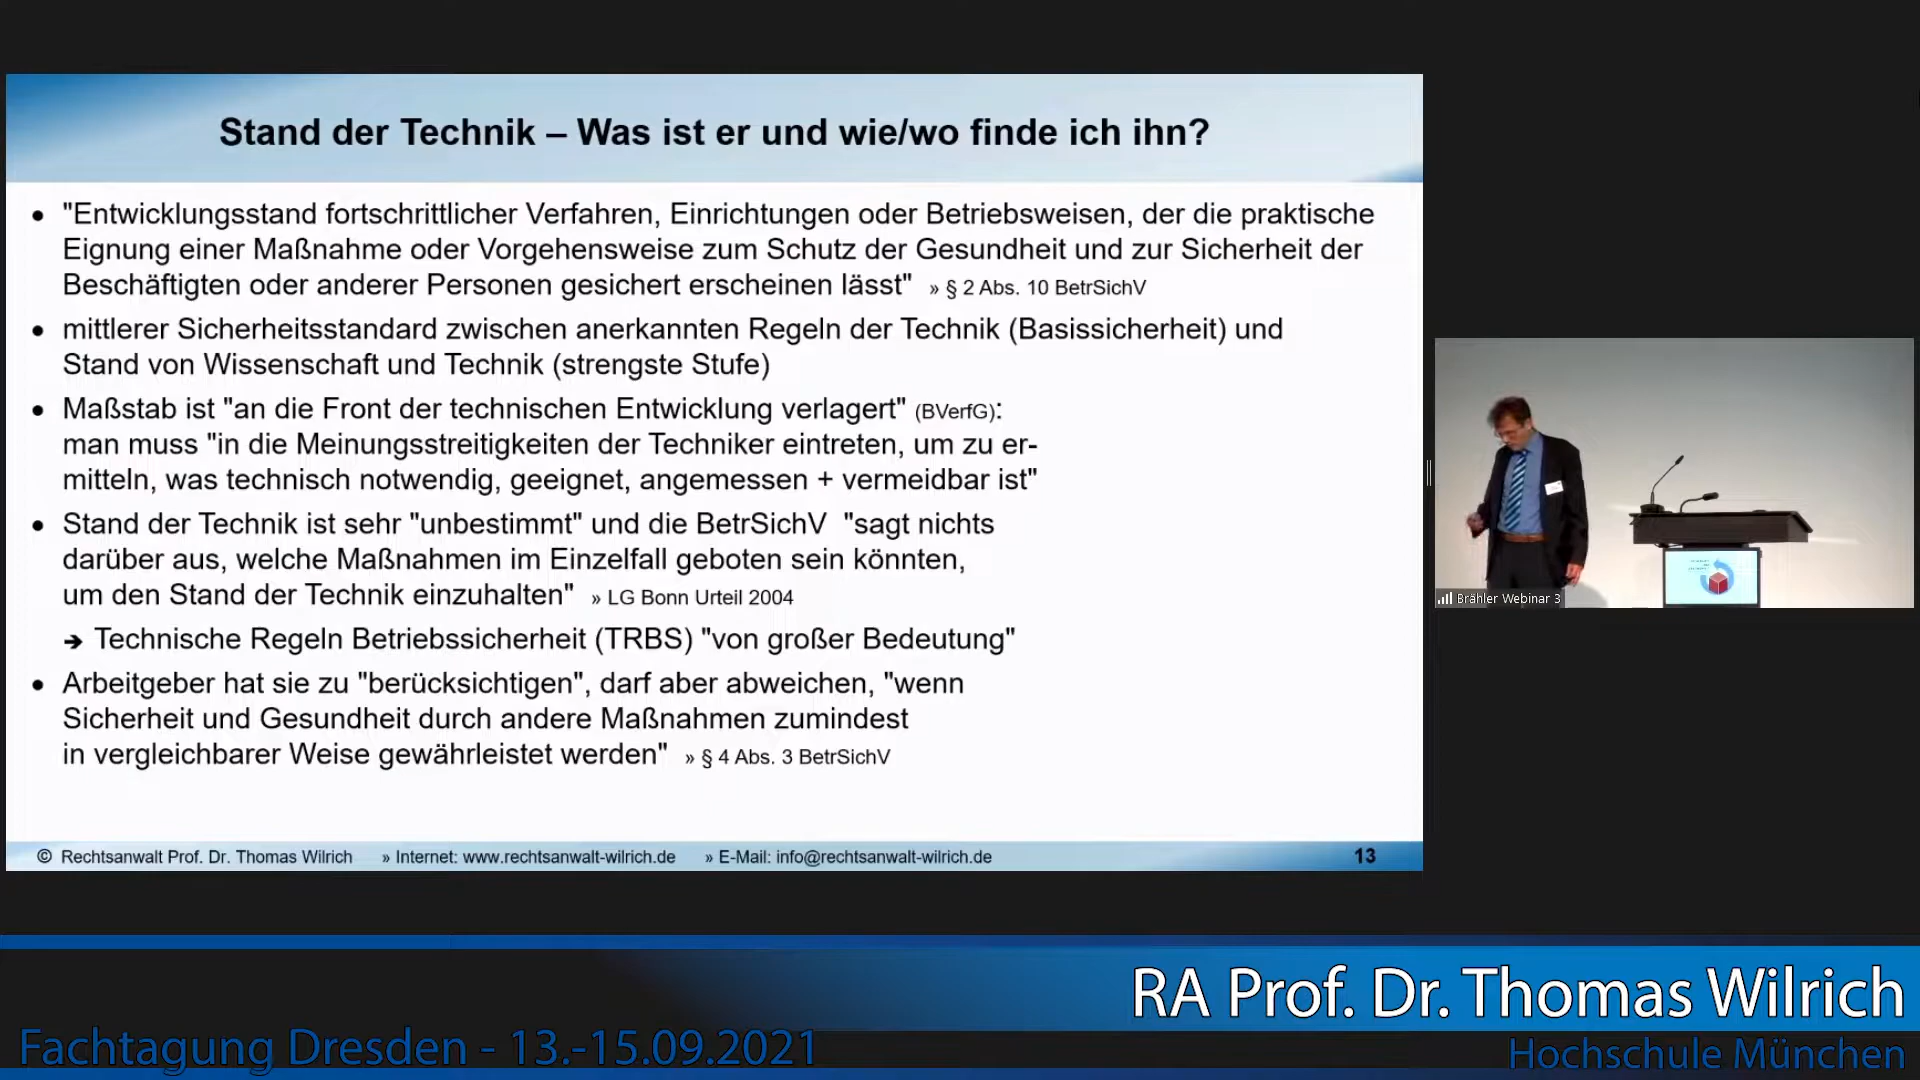 Stand der Technik – Was ist er und wie/wo finde ich ihn?
• "Entwicklungsstand fortschrittlicher Verfahren, Einrichtungen oder Betriebsweisen, der die praktische
Eignung einer Maßnahme oder Vorgehensweise zum Schutz der Gesundheit und zur Sicherheit der
Beschäftigten oder anderer Personen gesichert erscheinen lässt" » § 2 Abs. 10 BetrSichV
• mittlerer Sicherheitsstandard zwischen anerkannten Regeln der Technik (Basissicherheit) und
Stand von Wissenschaft und Technik (strengste Stufe)
• Maßstab ist "an die Front der technischen Entwicklung verlagert" (BVerfG):
man muss "in die Meinungsstreitigkeiten der Techniker eintreten, um zu er-
mitteln, was technisch notwendig, geeignet, angemessen + vermeidbar ist"
• Stand der Technik ist sehr "unbestimmt" und die BetrSichV "sagt nichts
darüber aus, welche Maßnahmen im Einzelfall geboten sein könnten,
um den Stand der Technik einzuhalten" » LG Bonn Urteil 2004
➔ Technische Regeln Betriebssicherheit (TRBS) "von großer Bedeutung"
• Arbeitgeber hat sie zu "berücksichtigen", darf aber abweichen, "wenn
Sicherheit und Gesundheit durch andere Maßnahmen zumindest
in vergleichbarer Weise gewährleistet werden" » § 4 Abs. 3 BetrSichV
© Rechtsanwalt Prof. Dr. Thomas Wilrich » Internet: www.rechtsanwalt-wilrich.de » E-Mail: info@rechtsanwalt-wilrich.de 13
Brähler Webinar 3
RA Prof. Dr. Thomas Wilrich
Fachtagung Dresden - 13.-15.09.2021
Hochschule München